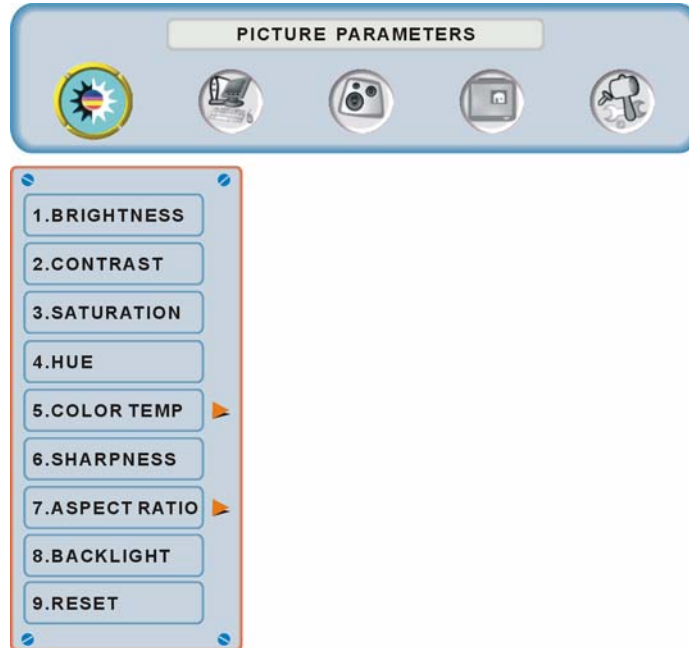 PICTURE PARAMETERS
1.BRIGHTNESS
2.CONTRAST
3.SATURATION
4.HUE
5.COLOR TEMP
6.SHARPNESS
7.ASPECT RATIO
8.BACKLIGHT
9.RESET